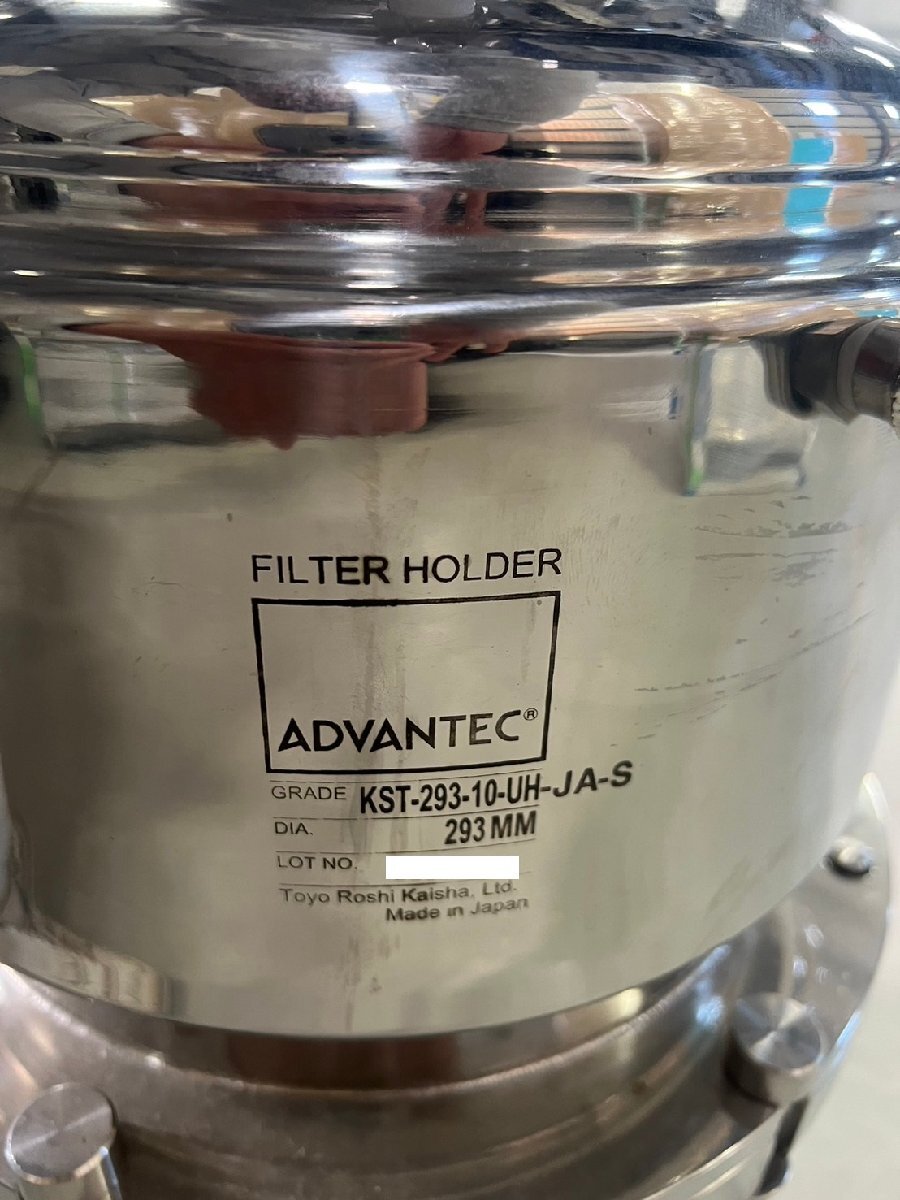 FILTER HOLDER
ADVANTEC®
GRADE KST-293-10-UH-JA-S
DIA. 293 MM
LOT NO.
Toyo Roshi Kaisha, Ltd.
Made in Japan